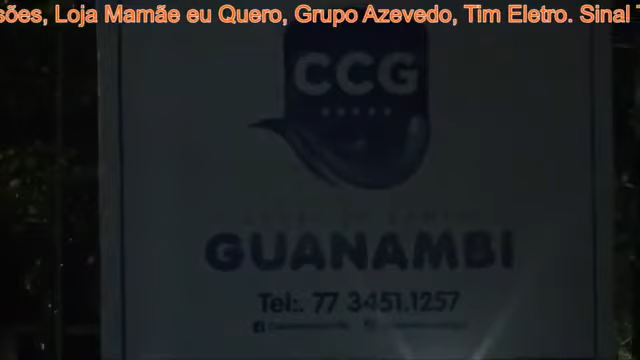 sões, Loja Mamãe eu Quero, Grupo Azevedo, Tim Eletro. Sinal
CCG
GUANAMBI
Tel:. 77 3451.1257